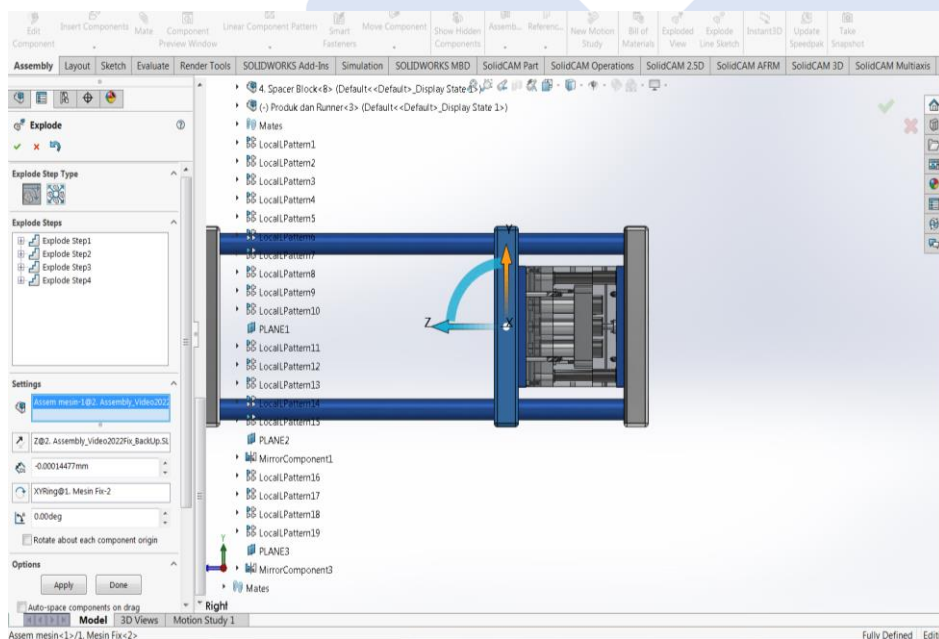 Edit Component
Insert Components
Mate
Component Preview Window
Linear Component Pattern
Smart Fasteners
Move Component
Show Hidden Components
Assemb...
Referenc...
New Motion Study
Bill of Materials
Exploded View
Explode Line Sketch
Instant3D
Update Speedpak
Take Snapshot
Assembly Layout Sketch Evaluate Render Tools SOLIDWORKS Add-Ins Simulation SOLIDWORKS MBD SolidCAM Part SolidCAM Operations SolidCAM 2.5D SolidCAM AFRM SolidCAM 3D SolidCAM Multiaxis
Explode
Explode Step Type
Explode Steps
Explode Step1
Explode Step2
Explode Step3
Explode Step4
Settings
Assem mesin-1@2. Assembly_Video2022
Z@2. Assembly_Video2022Fix_BackUp.SL
-0.00014477mm
XYRing@1. Mesin Fix-2
0.00deg
Rotate about each component origin
Options
Apply Done
Auto-space components on drag
4. Spacer Block<8> (Default<<Default>_Display State
(-) Produk dan Runner<3> (Default<<Default>_Display State 1>)
Mates
LocalLPattern1
LocalLPattern2
LocalLPattern3
LocalLPattern4
LocalLPattern5
LocalLPattern6
LocalLPattern7
LocalLPattern8
LocalLPattern9
LocalLPattern10
PLANE1
LocalLPattern11
LocalLPattern12
LocalLPattern13
LocalLPattern14
LocalLPattern15
PLANE2
MirrorComponent1
LocalLPattern16
LocalLPattern17
LocalLPattern18
LocalLPattern19
PLANE3
MirrorComponent3
Mates
Y
Z
X
Y
Right
Model 3D Views Motion Study 1
Assem mesin<1>/1. Mesin Fix<2>
Fully Defined Edit